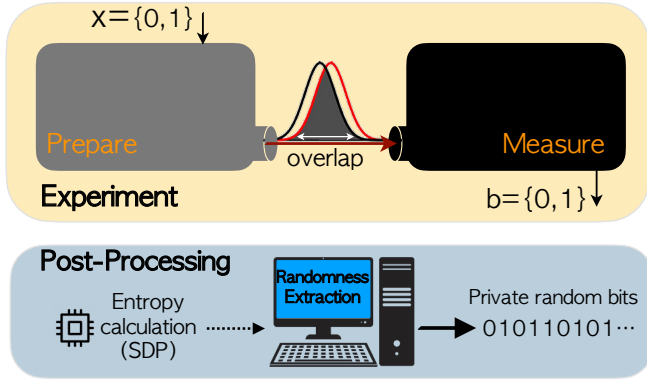 x={0,1}
Prepare
overlap
Measure
Experiment
b={0,1}
Post-Processing
Entropy
calculation
(SDP)
Randomness
Extraction
Private random bits
010110101···